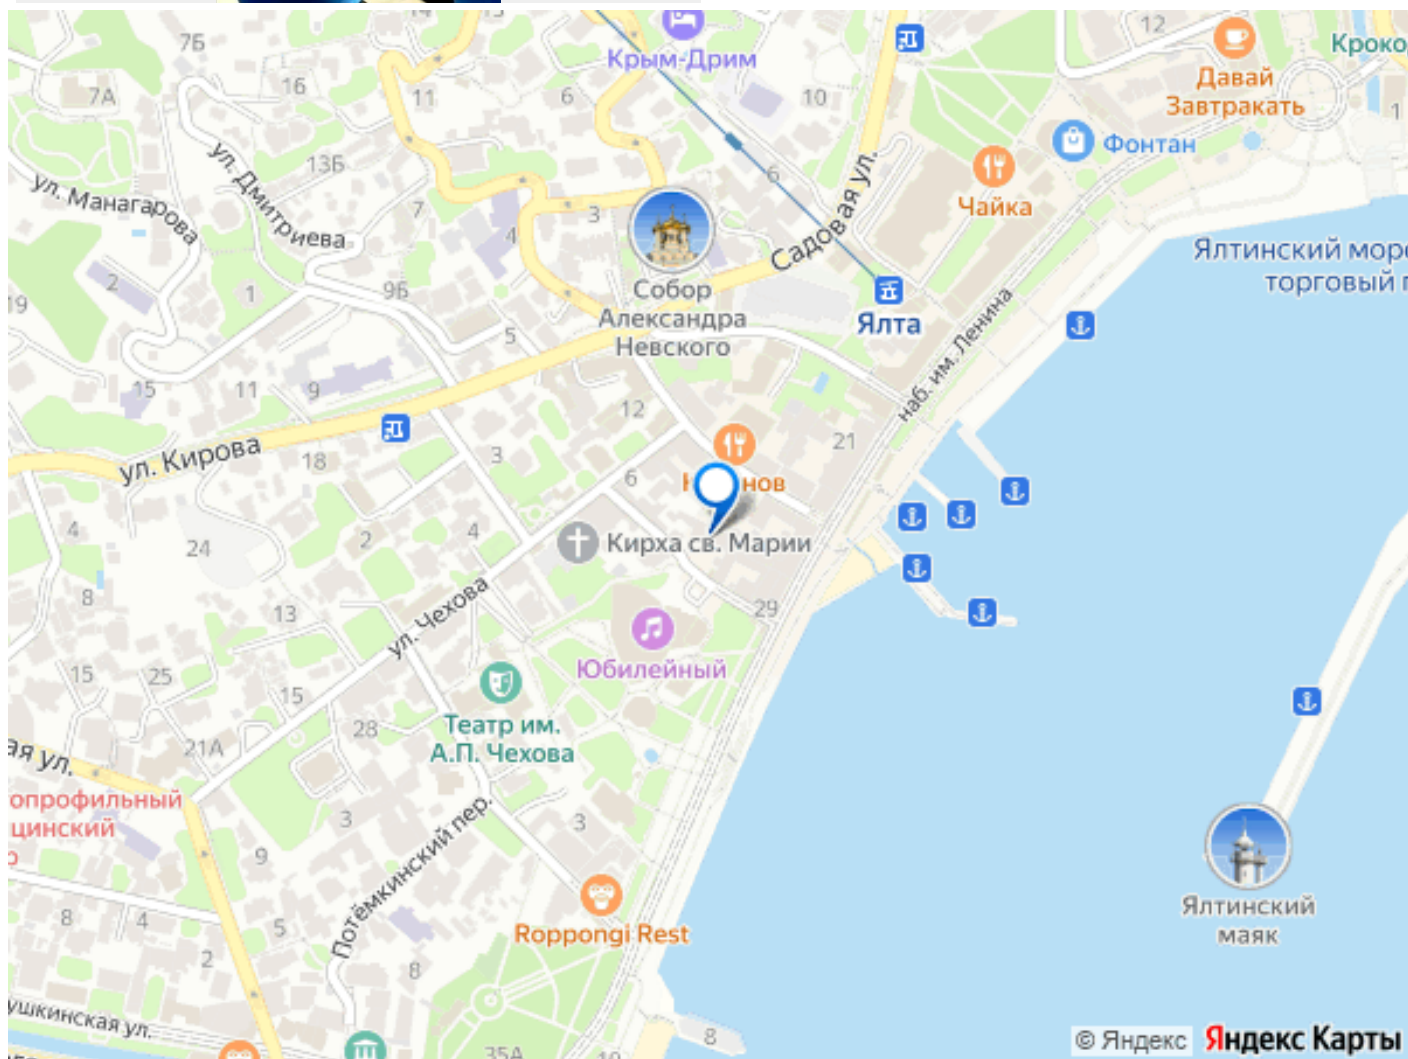 7Б
12
Крым-Дрим
Давай
Завтракать
Кроко
7А
16
11
6
10
1
Фонтан
ул. Манагарова
ул. Дмитриева
13Б
7
3
6
Садовая ул.
Чайка
4
2
1
9Б
19
5
Собор
Александра
Невского
Ялта
наб. им. Ленина
Ялтинский морс
торговый п
15
11
9
12
21
ул. Кирова
18
3
6
нов
24
2
4
Кирха св. Марии
8
13
ул. Чехова
29
15
25
15
Юбилейный
28
21А
Театр им.
А.П. Чехова
ая ул.
опрофильный
цинский
р
3
9
3
Потёмкинский пер.
8
4
5
2
8
Roppongi Rest
Ялтинский
маяк
ушкинская ул.
35А
10
8
© Яндекс Яндекс Карты